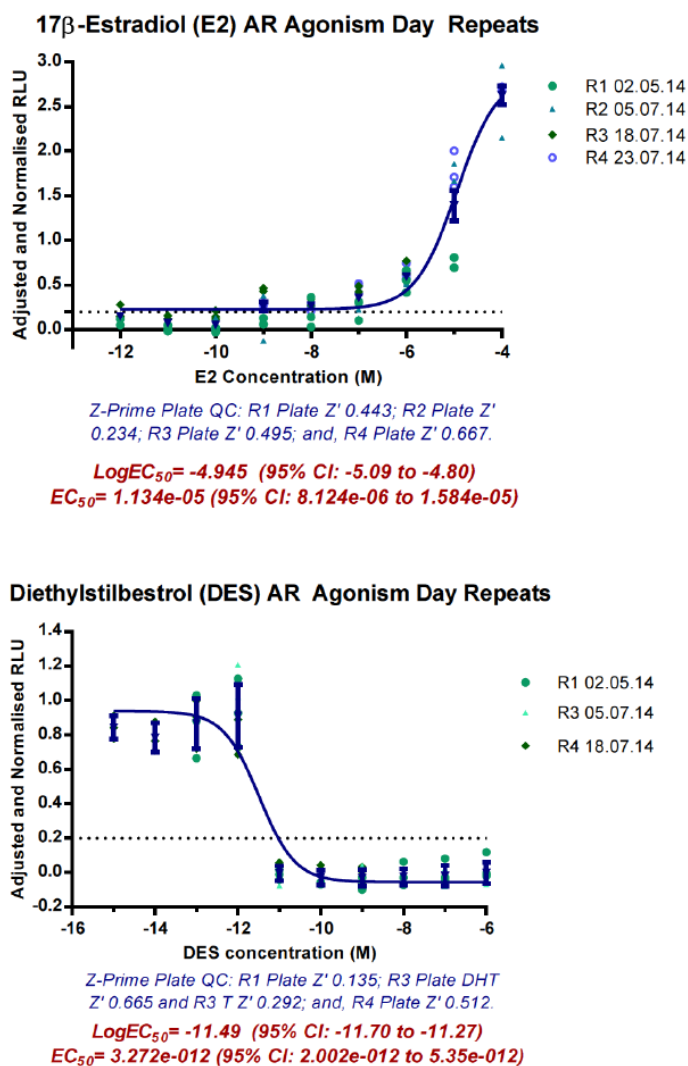 17β-Estradiol (E2) AR Agonism Day Repeats
3.0
2.5
2.0
1.5
1.0
0.5
0.0
Adjusted and Normalised RLU
-12
-10
-8
-6
-4
E2 Concentration (M)
R1 02.05.14
R2 05.07.14
R3 18.07.14
R4 23.07.14
Z-Prime Plate QC: R1 Plate Z' 0.443; R2 Plate Z'
0.234; R3 Plate Z' 0.495; and, R4 Plate Z' 0.667.
LogEC50= -4.945 (95% CI: -5.09 to -4.80)
EC50= 1.134e-05 (95% CI: 8.124e-06 to 1.584e-05)
Diethylstilbestrol (DES) AR Agonism Day Repeats
1.4
1.2
1.0
0.8
0.6
0.4
0.2
0.0
-0.2
Adjusted and Normalised RLU
-16
-14
-12
-10
-8
-6
DES concentration (M)
R1 02.05.14
R3 05.07.14
R4 18.07.14
Z-Prime Plate QC: R1 Plate Z' 0.135; R3 Plate DHT
Z' 0.665 and R3 T Z' 0.292; and, R4 Plate Z' 0.512.
LogEC50= -11.49 (95% CI: -11.70 to -11.27)
EC50= 3.272e-012 (95% CI: 2.002e-012 to 5.35e-012)